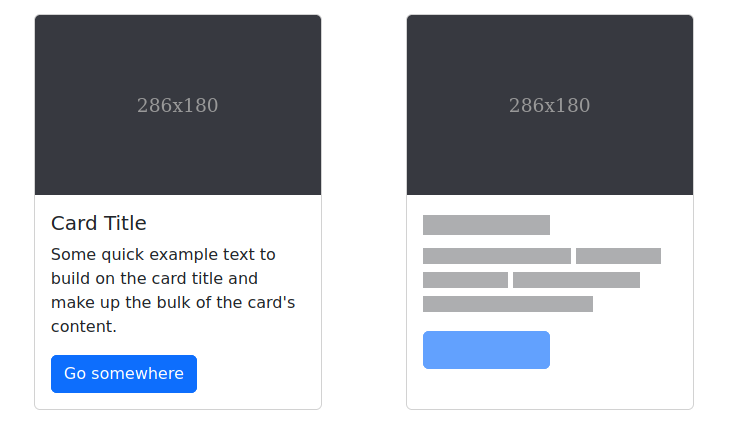 286x180
Card Title
Some quick example text to
build on the card title and
make up the bulk of the card's
content.
Go somewhere
286x180